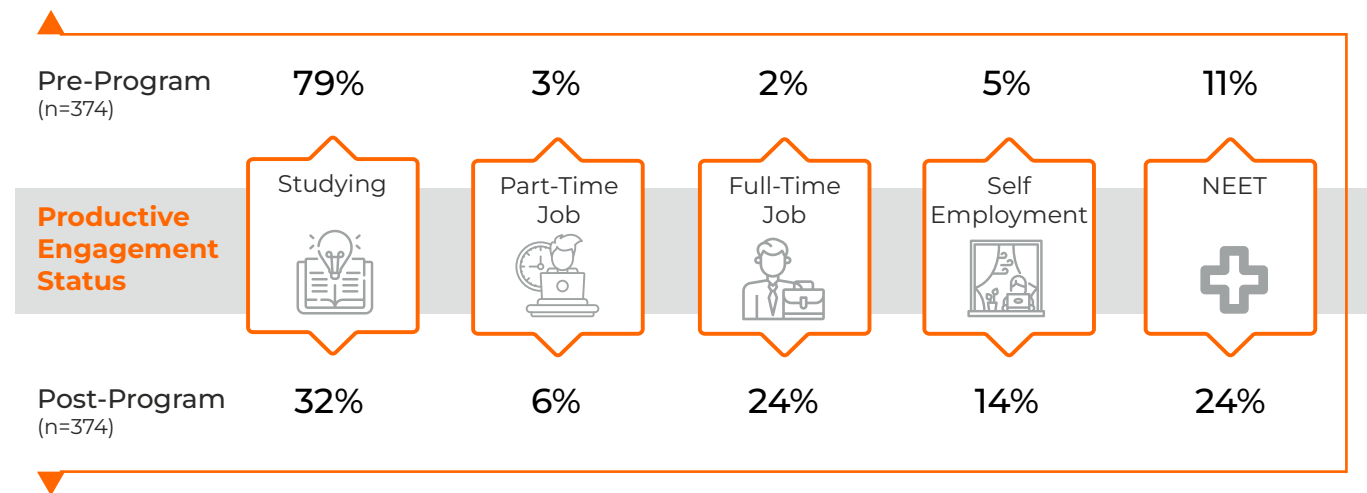 Pre-Program
(n=374)
79%
3%
2%
5%
11%
Productive
Engagement
Status
Studying
Part-Time
Job
Full-Time
Job
Self
Employment
NEET
Post-Program
(n=374)
32%
6%
24%
14%
24%